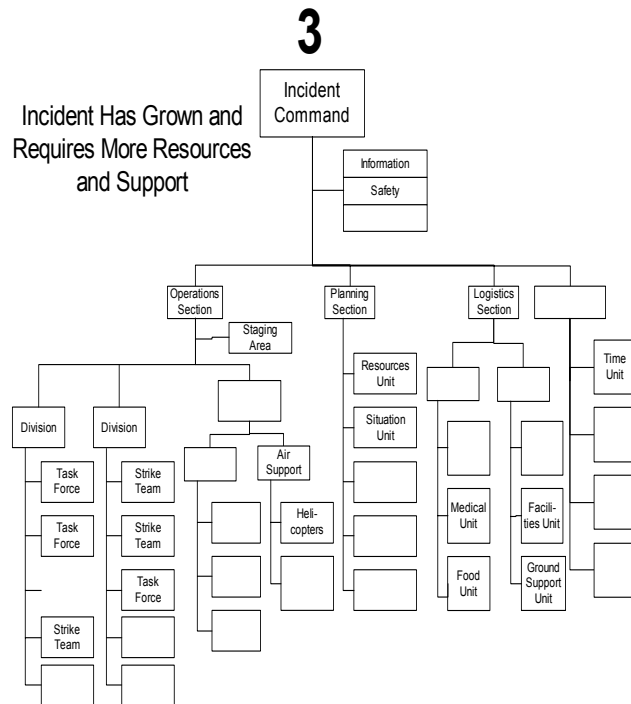 3
Incident
Command
Incident Has Grown and
Requires More Resources
and Support
Information
Safety
Operations
Section
Planning
Section
Logistics
Section
Staging
Area
Resources
Unit
Time
Unit
Division
Division
Situation
Unit
Air
Support
Task
Force
Strike
Team
Task
Force
Strike
Team
Heli-
copters
Medical
Unit
Facili-
ties Unit
Task
Force
Food
Unit
Ground
Support
Unit
Strike
Team